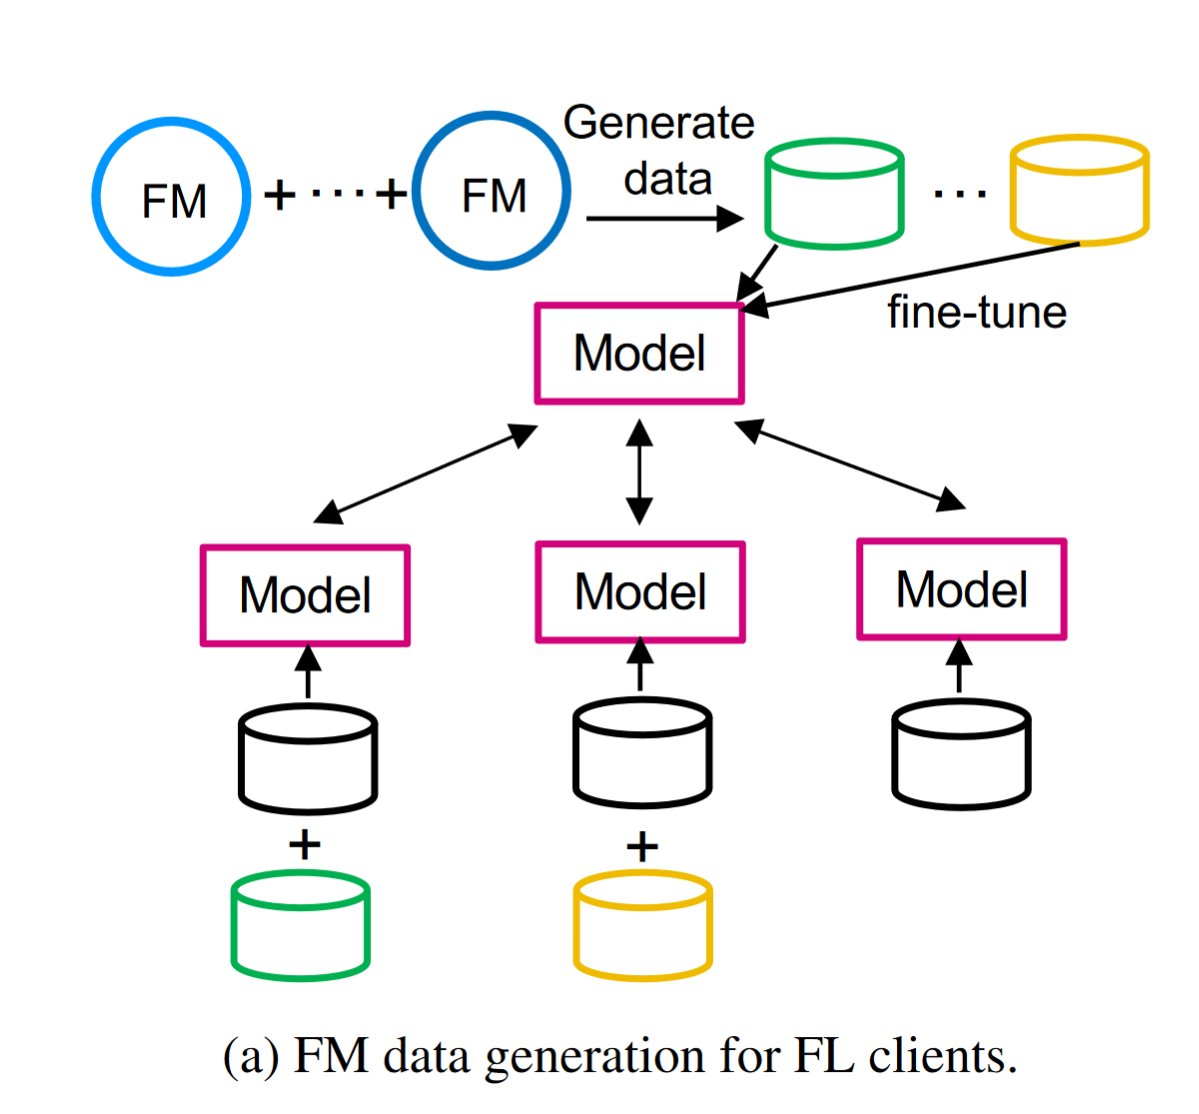 FM + ... + FM
Generate
data
...
fine-tune
Model
Model
Model
Model
+
+
(a) FM data generation for FL clients.